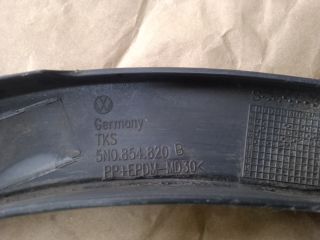 Germany
TKS
5N0.854.820 B
>PP+EPDM-MD30<